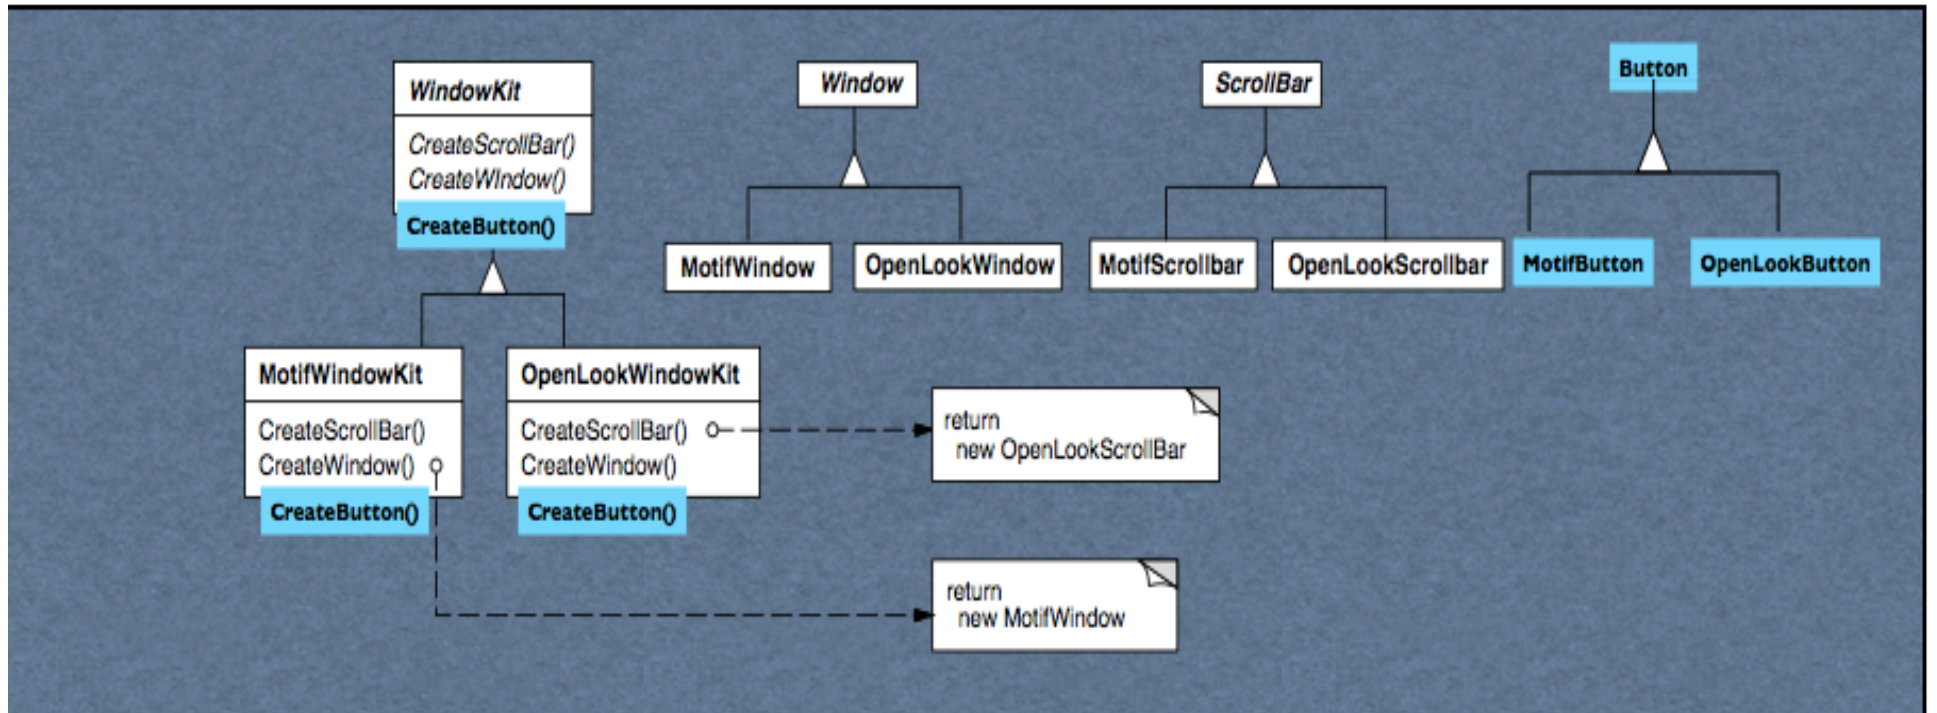 WindowKit
CreateScrollBar()
CreateWIndow()
CreateButton()
Window
ScrollBar
Button
MotifWindow
OpenLookWindow
MotifScrollbar
OpenLookScrollbar
MotifButton
OpenLookButton
MotifWindowKit
CreateScrollBar()
CreateWindow()
CreateButton()
OpenLookWindowKit
CreateScrollBar()
CreateWindow()
CreateButton()
return
new OpenLookScrollBar
return
new MotifWindow